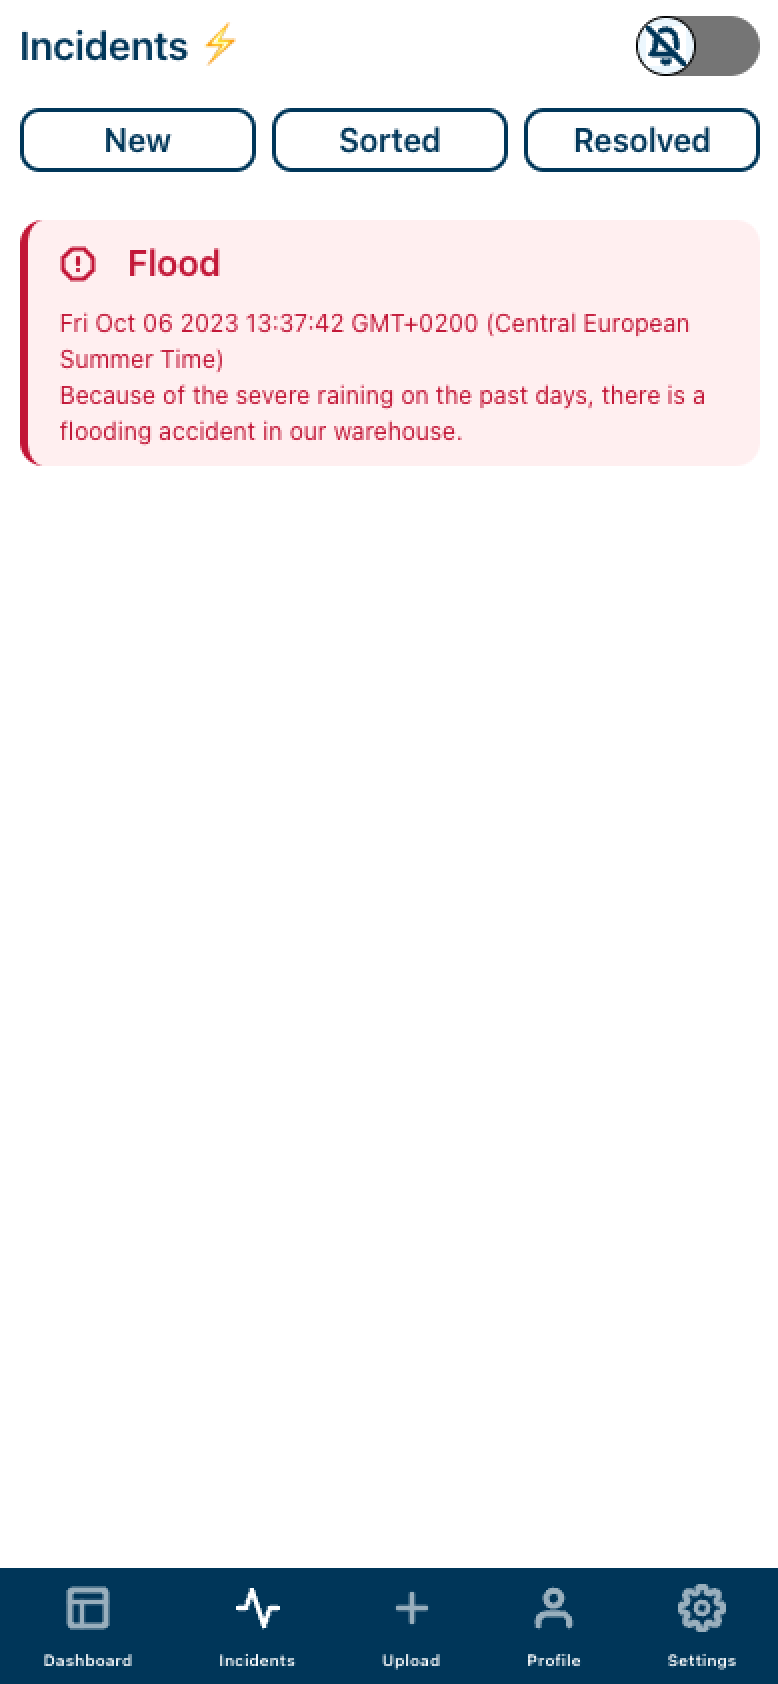 Incidents ⚡
New
Sorted
Resolved
Flood
Fri Oct 06 2023 13:37:42 GMT+0200 (Central European
Summer Time)
Because of the severe raining on the past days, there is a
flooding accident in our warehouse.
Dashboard
Incidents
Upload
Profile
Settings